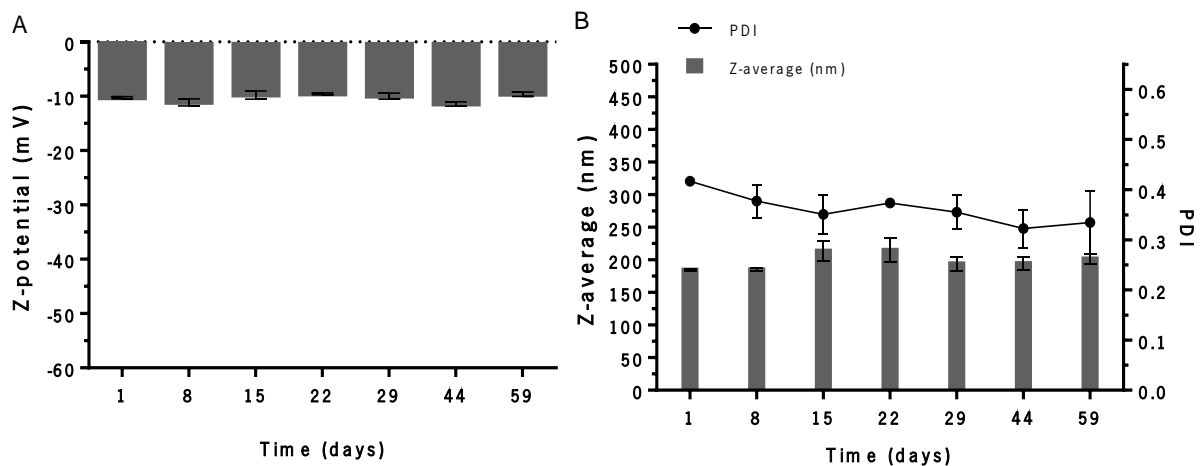 A
Z-potential (mV)
0
-10
-20
-30
-40
-50
-60
1 8 15 22 29 44 59
Time (days)
B
PDI
Z-average (nm)
Z-average (nm)
500
450
400
350
300
250
200
150
100
50
0
0.6
0.5
0.4
0.3
0.2
0.1
0.0
PDI
1 8 15 22 29 44 59
Time (days)